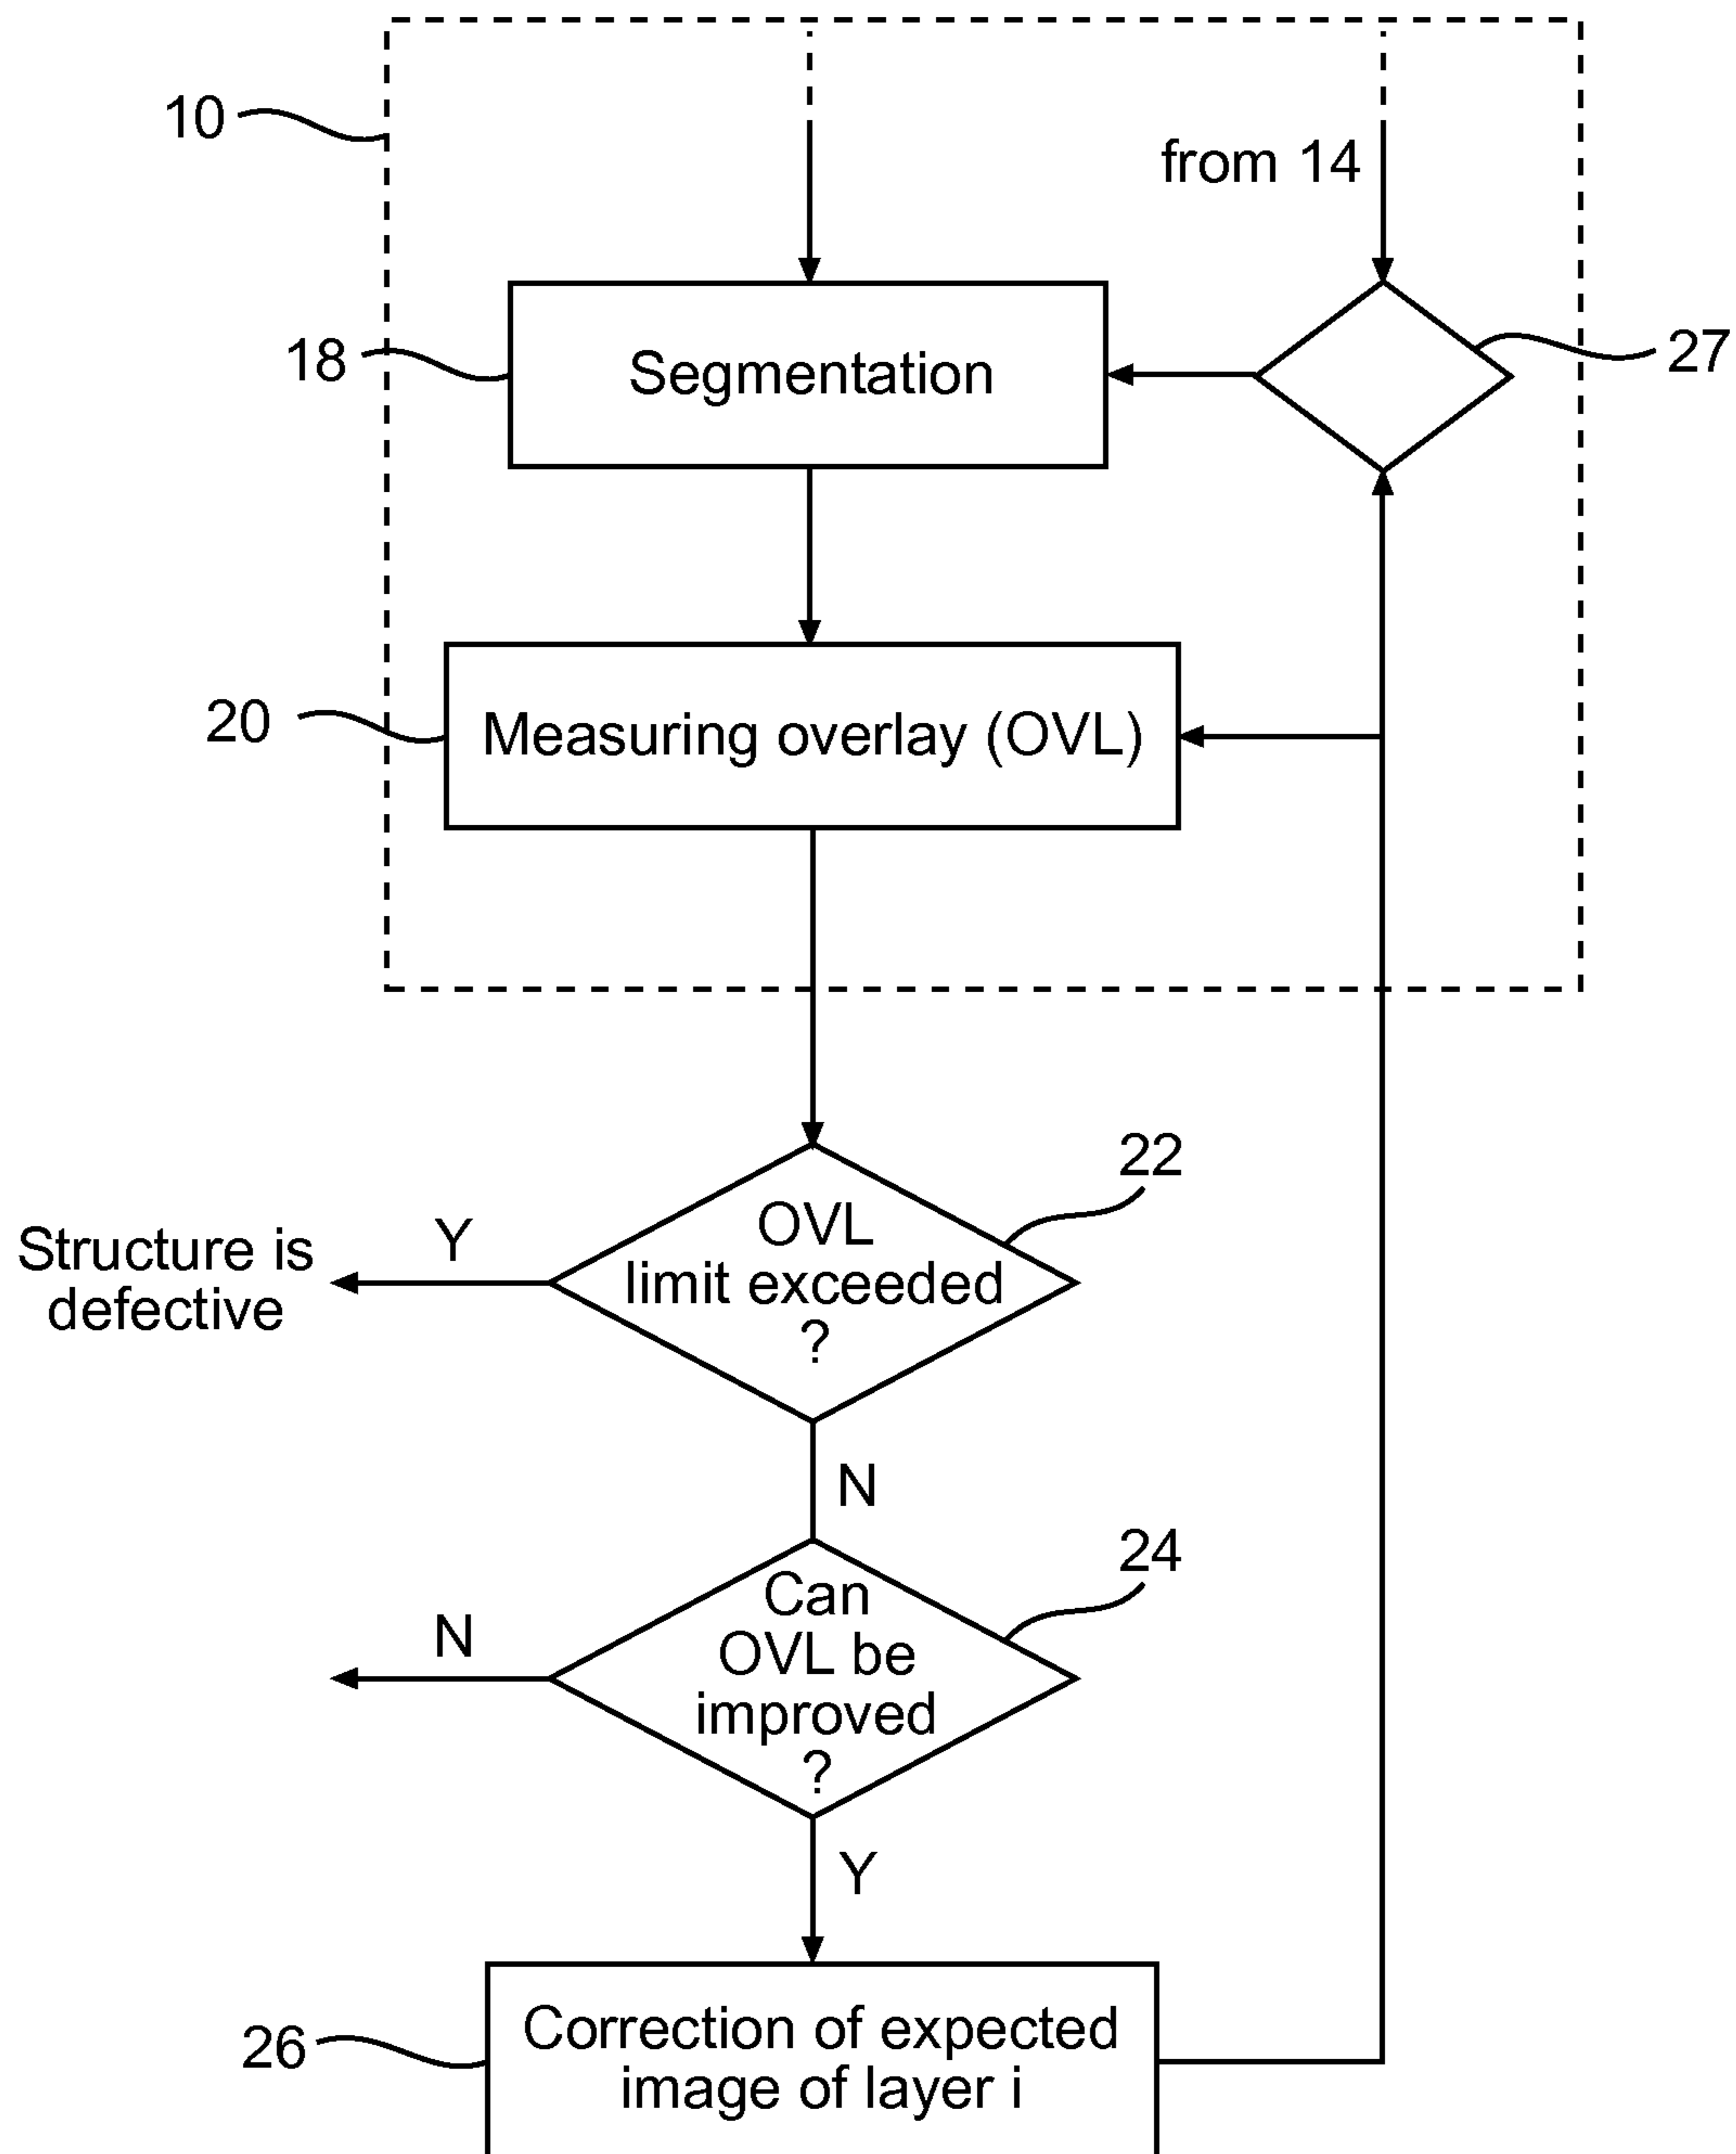 10
from 14
18
Segmentation
27
20
Measuring overlay (OVL)
22
OVL
limit exceeded
?
Y
Structure is
defective
N
24
Can
OVL be
improved
?
N
Y
26
Correction of expected
image of layer i